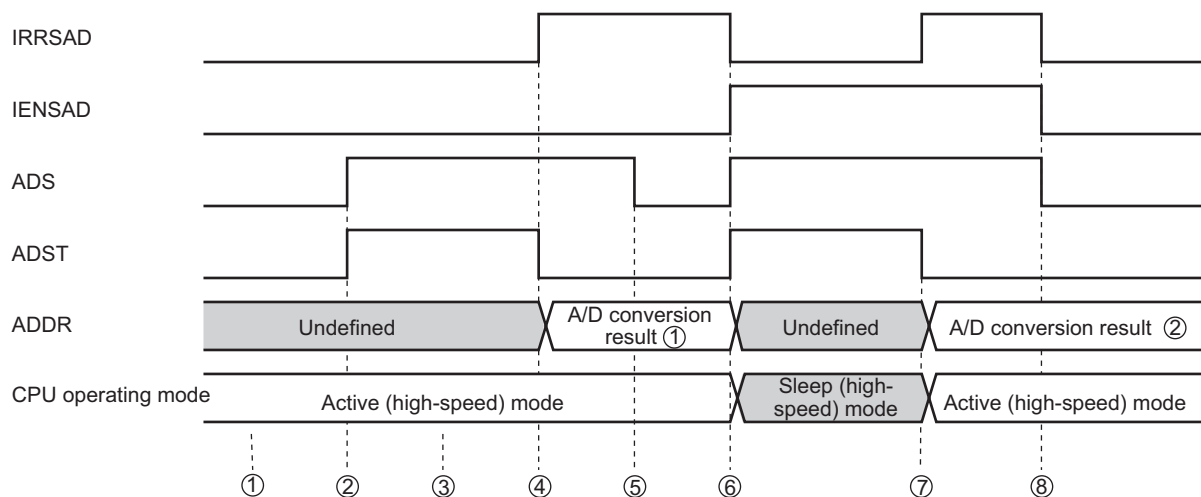 IRRSAD
IENSAD
ADS
ADST
ADDR
Undefined
A/D conversion
result ①
Undefined
A/D conversion result ②
CPU operating mode
Active (high-speed) mode
Sleep (high-
speed) mode
Active (high-speed) mode
① ② ③ ④ ⑤ ⑥ ⑦ ⑧